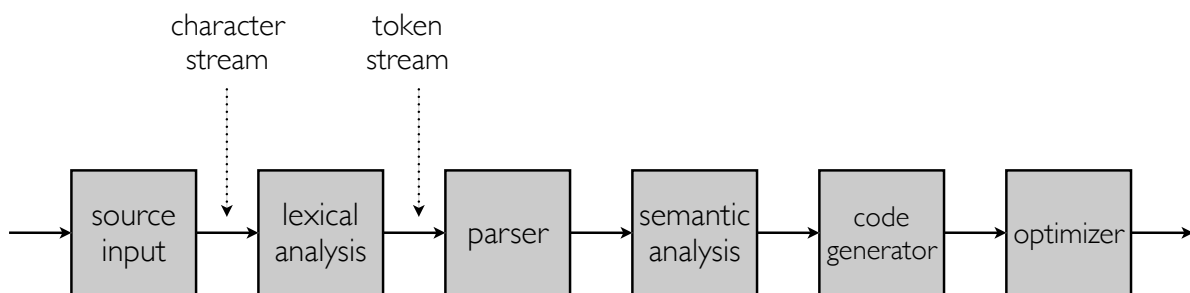 character
stream
token
stream
source
input
lexical
analysis
parser
semantic
analysis
code
generator
optimizer